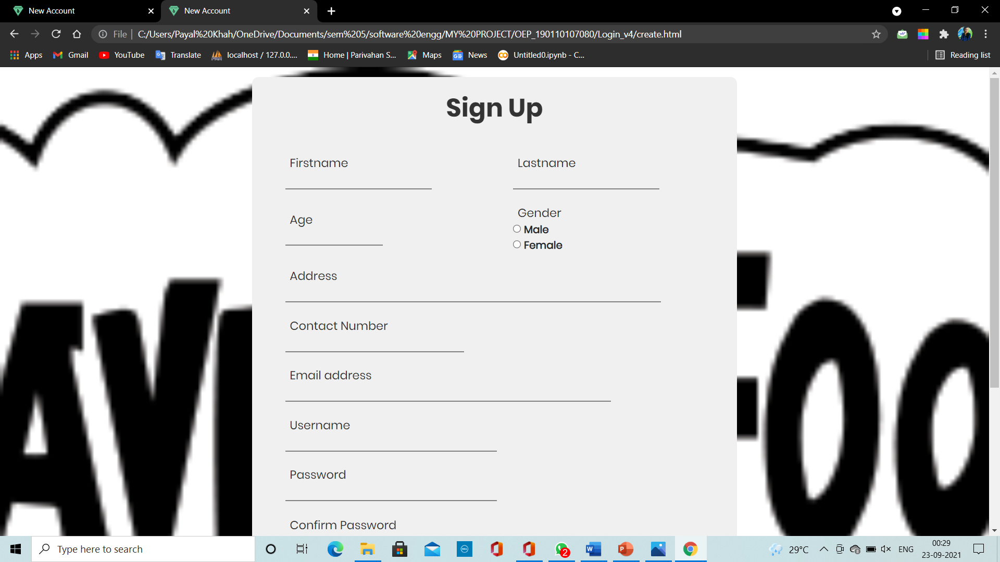 New Account
New Account
File
C:/Users/Payal%20Khah/OneDrive/Documents/sem%205/software%20engg/MY%20PROJECT/OEP_190110107080/Login_v4/create.html
Apps
Gmail
YouTube
Translate
localhost / 127.0.0....
Home | Parivahan S...
Maps
News
Untitled0.ipynb - C...
Reading list
Sign Up
Firstname
Lastname
Age
Gender
Male
Female
Address
Contact Number
Email address
Username
Password
Confirm Password
Type here to search
2
29°C
ENG
00:29
23-09-2021